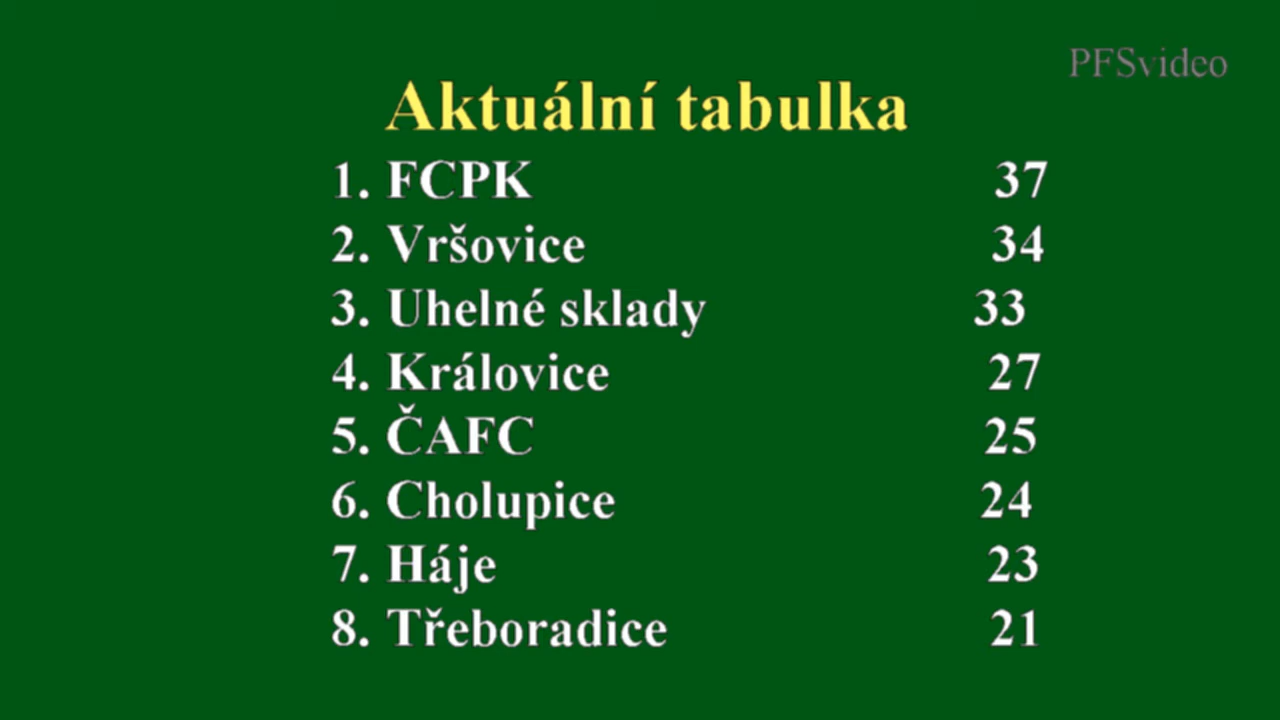 PFSvideo
Aktuální tabulka
1. FCPK 37
2. Vršovice 34
3. Uhelné sklady 33
4. Královice 27
5. ČAFC 25
6. Cholupice 24
7. Háje 23
8. Třeboradice 21